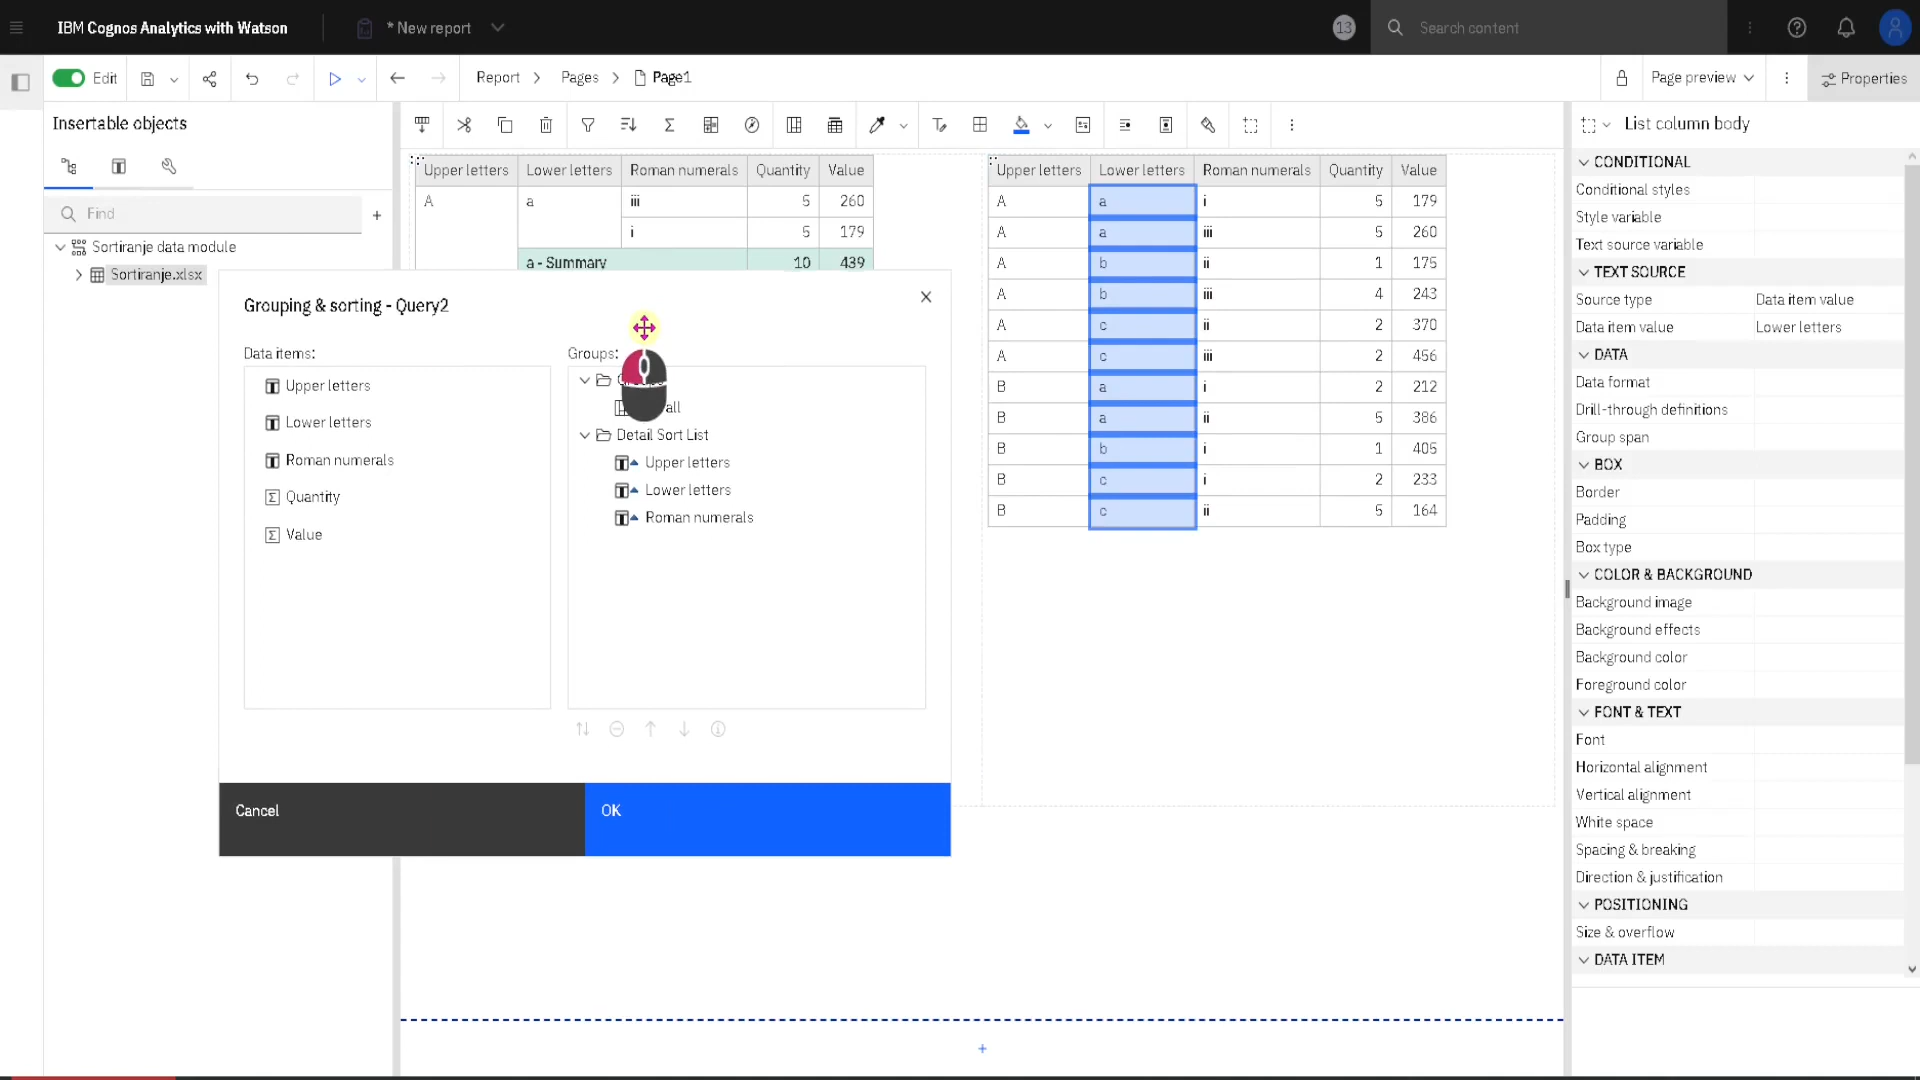 IBM Cognos Analytics with Watson
* New report
13
Search content
Edit
Report
Pages
Page1
Page preview
Properties
Insertable objects
Find
Sortiranje data module
Sortiranje.xlsx
Upper letters Lower letters Roman numerals Quantity Value
A a iii 5 260
i 5 179
a - Summary 10 439
Upper letters Lower letters Roman numerals Quantity Value
A a i 5 179
A a iii 5 260
A b ii 1 175
A b iii 4 243
A c ii 2 370
A c iii 2 456
B a i 2 212
B a ii 5 386
B b i 1 405
B c i 2 233
B c ii 5 164
Grouping & sorting - Query2
Data items:
Upper letters
Lower letters
Roman numerals
Quantity
Value
Groups:
Detail Sort List
Upper letters
Lower letters
Roman numerals
Cancel
OK
List column body
CONDITIONAL
Conditional styles
Style variable
Text source variable
TEXT SOURCE
Source type Data item value
Data item value Lower letters
DATA
Data format
Drill-through definitions
Group span
BOX
Border
Padding
Box type
COLOR & BACKGROUND
Background image
Background effects
Background color
Foreground color
FONT & TEXT
Font
Horizontal alignment
Vertical alignment
White space
Spacing & breaking
Direction & justification
POSITIONING
Size & overflow
DATA ITEM